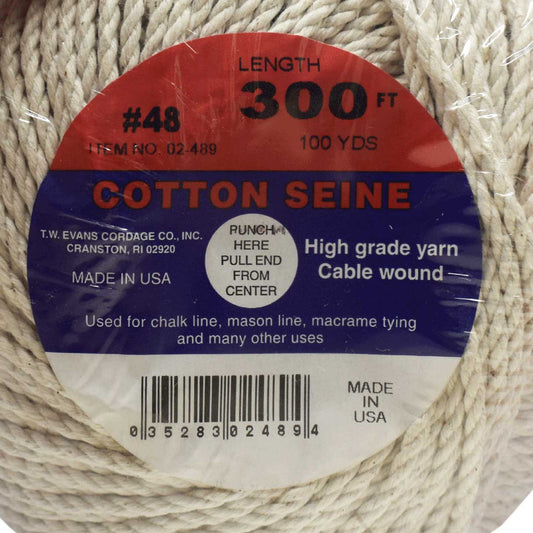 LENGTH
#48 300 FT
ITEM NO. 02-489 100 YDS
COTTON SEINE
T.W. EVANS CORDAGE CO., INC.
CRANSTON, RI 02920
MADE IN USA
PUNCH
HERE
PULL END
FROM
CENTER
High grade yarn
Cable wound
Used for chalk line, mason line, macrame tying
and many other uses
MADE
IN
USA
0 35283 02489 4